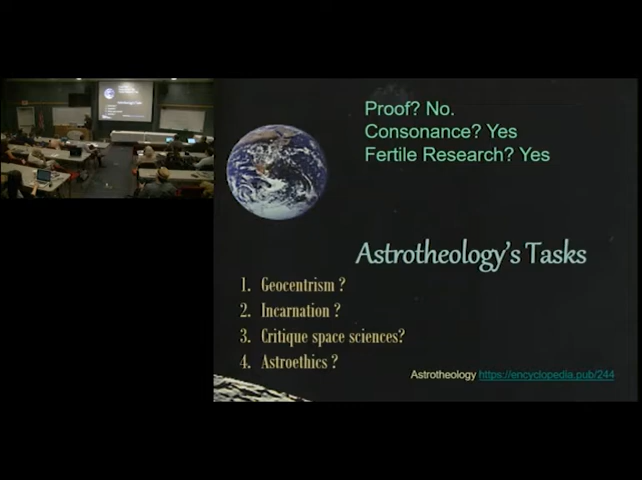 Proof? No.
Consonance? Yes
Fertile Research? Yes
Astrotheology's Tasks
1. Geocentrism ?
2. Incarnation ?
3. Critique space sciences?
4. Astroethics ?
Astrotheology https://encyclopedia.pub/244